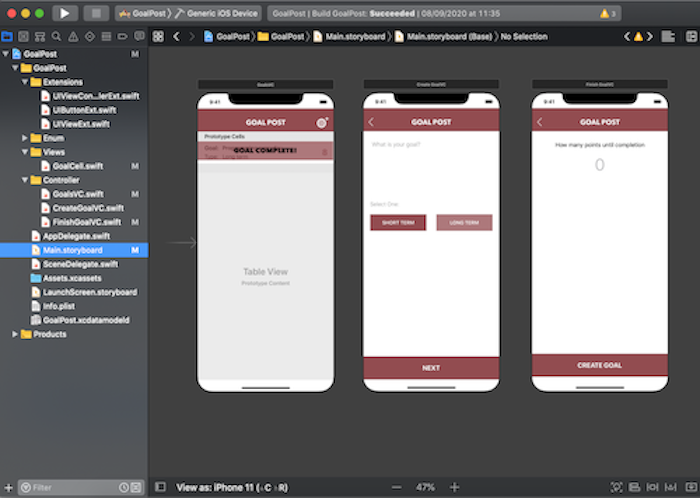 GoalPost
Generic iOS Device
GoalPost | Build GoalPost: Succeeded | 08/09/2020 at 11:35
3
GoalPost
GoalPost
Main.storyboard
Main.storyboard (Base)
No Selection
GoalPost M
GoalPost
Extensions
UIViewCon...lerExt.swift
UIButtonExt.swift
UIViewExt.swift
Enum
Views
GoalCell.swift M
Controller
GoalsVC.swift M
CreateGoalVC.swift
FinishGoalVC.swift M
AppDelegate.swift
Main.storyboard M
SceneDelegate.swift
Assets.xcassets
LaunchScreen.storyboard
Info.plist
GoalPost.xcdatamodeld
Products
Filter
GoalsVC
9:41
GOAL POST
Prototype Cells
Goal:
GOAL COMPLETE!
Type: Long term
Table View
Prototype Content
Create GoalVC
9:41
GOAL POST
What is your goal?
Select One
SHORT TERM
LONG TERM
NEXT
Finish GoalVC
9:41
GOAL POST
How many points until completion
0
CREATE GOAL
View as: iPhone 11 (C R)
47%